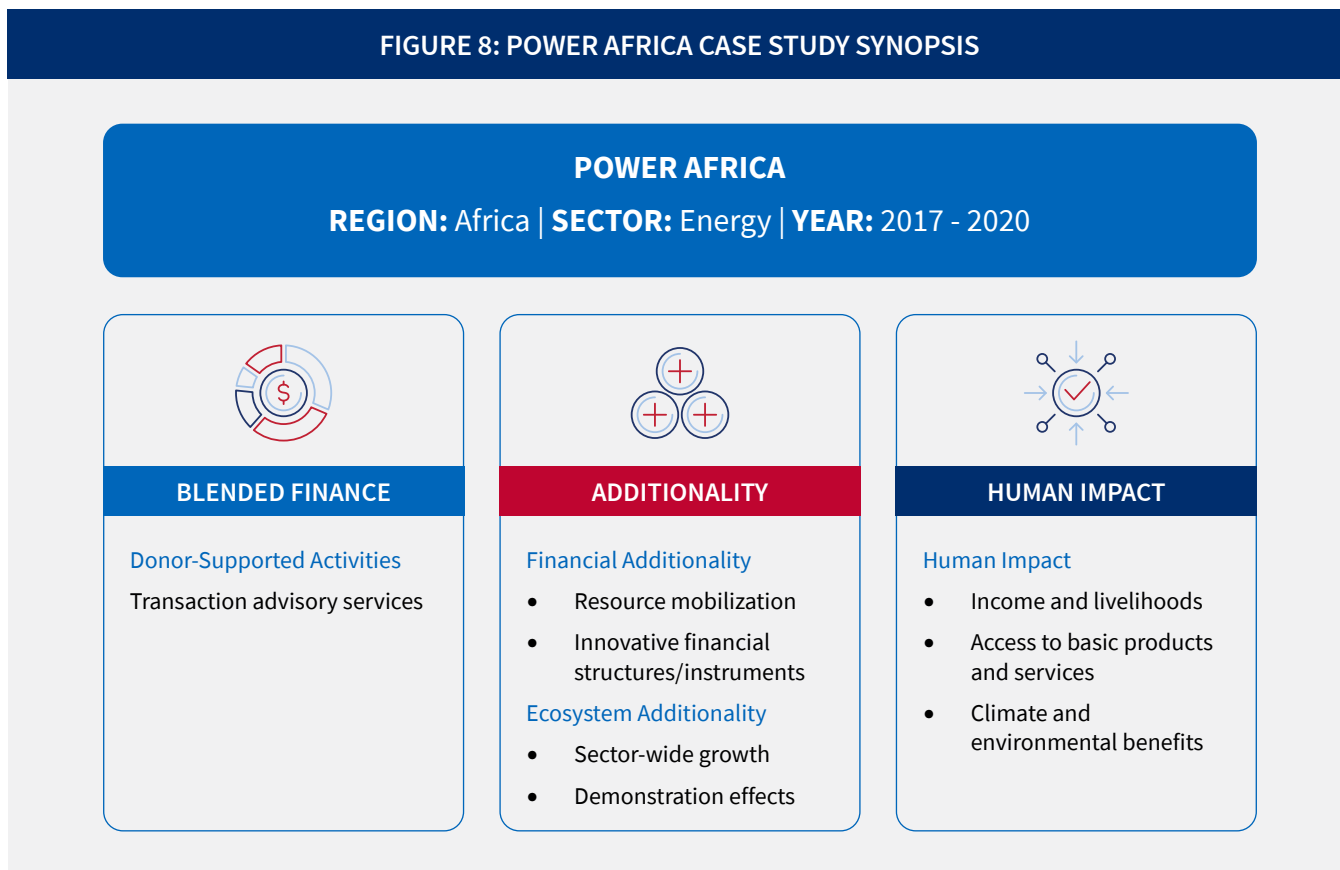 FIGURE 8: POWER AFRICA CASE STUDY SYNOPSIS
POWER AFRICA
REGION: Africa | SECTOR: Energy | YEAR: 2017 - 2020
$
BLENDED FINANCE
Donor-Supported Activities
Transaction advisory services
ADDITIONALITY
Financial Additionality
• Resource mobilization
• Innovative financial
structures/instruments
Ecosystem Additionality
• Sector-wide growth
• Demonstration effects
HUMAN IMPACT
Human Impact
• Income and livelihoods
• Access to basic products
and services
• Climate and
environmental benefits